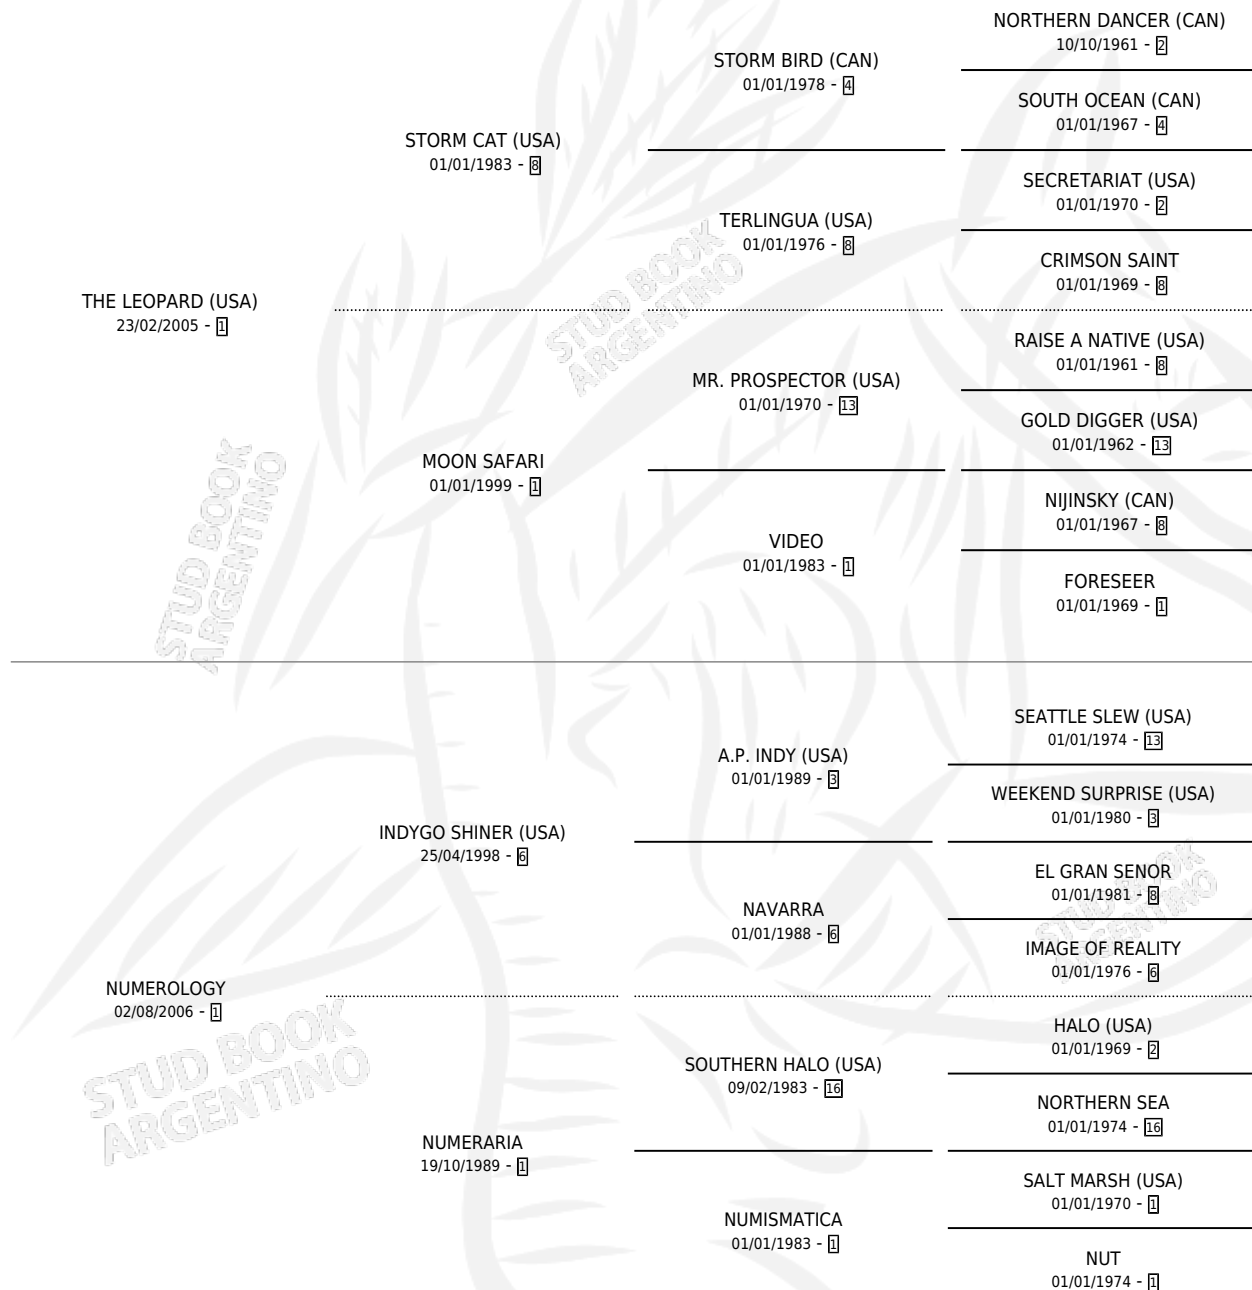 NORTHERN DANCER (CAN)
10/10/1961 - 2
STORM BIRD (CAN)
01/01/1978 - 4
SOUTH OCEAN (CAN)
01/01/1967 - 4
STORM CAT (USA)
01/01/1983 - 8
SECRETARIAT (USA)
01/01/1970 - 2
TERLINGUA (USA)
01/01/1976 - 8
CRIMSON SAINT
01/01/1969 - 8
THE LEOPARD (USA)
23/02/2005 - 1
RAISE A NATIVE (USA)
01/01/1961 - 8
MR. PROSPECTOR (USA)
01/01/1970 - 13
GOLD DIGGER (USA)
01/01/1962 - 13
MOON SAFARI
01/01/1999 - 1
NIJINSKY (CAN)
01/01/1967 - 8
VIDEO
01/01/1983 - 1
FORESEER
01/01/1969 - 1
SEATTLE SLEW (USA)
01/01/1974 - 13
A.P. INDY (USA)
01/01/1989 - 3
WEEKEND SURPRISE (USA)
01/01/1980 - 3
INDYGO SHINER (USA)
25/04/1998 - 6
EL GRAN SENOR
01/01/1981 - 8
NAVARRA
01/01/1988 - 6
IMAGE OF REALITY
01/01/1976 - 6
NUMEROLOGY
02/08/2006 - 1
HALO (USA)
01/01/1969 - 2
SOUTHERN HALO (USA)
09/02/1983 - 16
NORTHERN SEA
01/01/1974 - 16
NUMERARIA
19/10/1989 - 1
SALT MARSH (USA)
01/01/1970 - 1
NUMISMATICA
01/01/1983 - 1
NUT
01/01/1974 - 1
STUD BOOK
ARGENTINO
STUD BOOK
ARGENTINO
STUD BOOK
ARGENTINO
STUD BOOK
ARGENTINO